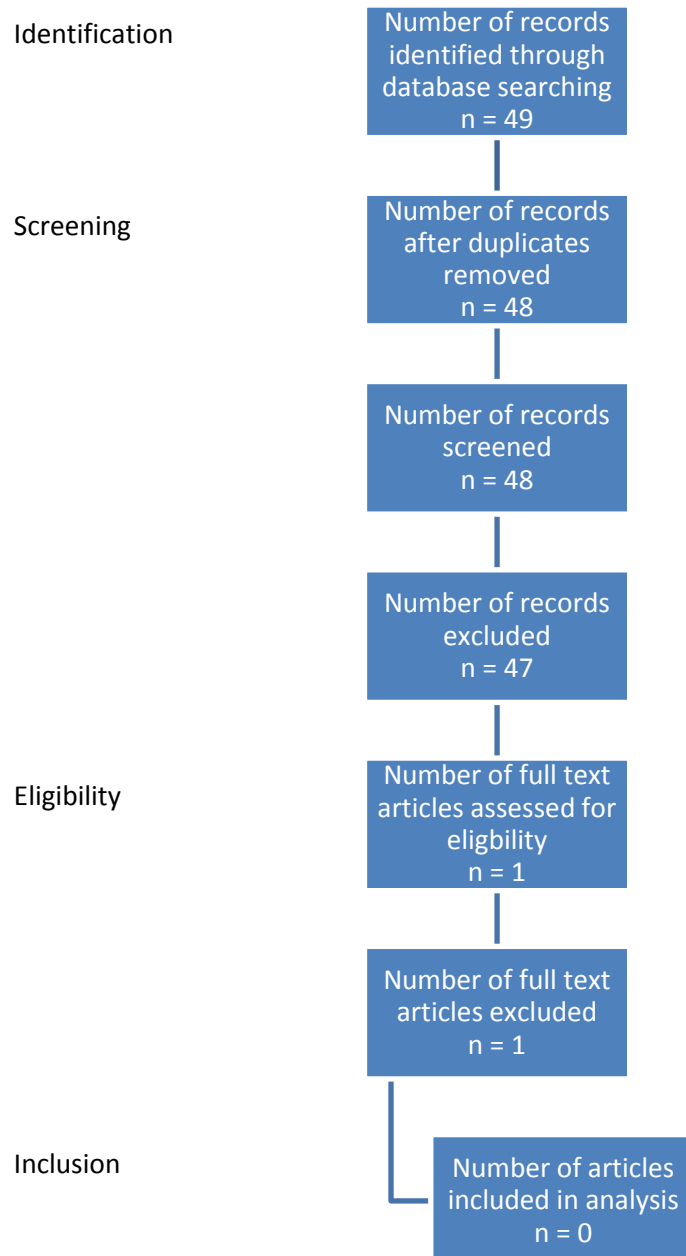 Identification
Number of records
identified through
database searching
n = 49
Screening
Number of records
after duplicates
removed
n = 48
Number of records
screened
n = 48
Number of records
excluded
n = 47
Eligibility
Number of full text
articles assessed for
eligbility
n = 1
Number of full text
articles excluded
n = 1
Inclusion
Number of articles
included in analysis
n = 0